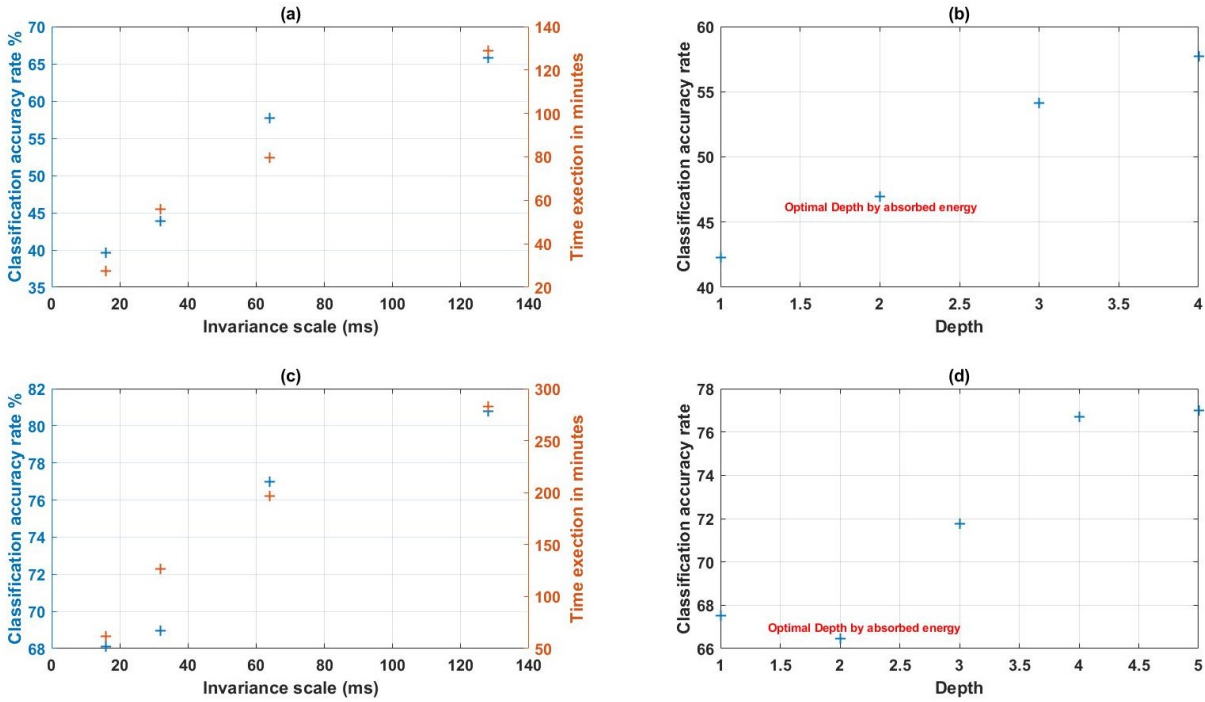 (a)
Classification accuracy rate %
70
65
60
55
50
45
40
35
140
120
100
80
60
40
20
Time exection in minutes
0 20 40 60 80 100 120 140
Invariance scale (ms)
(b)
Classification accuracy rate
60
55
50
45
40
Optimal Depth by absorbed energy
1 1.5 2 2.5 3 3.5 4
Depth
(c)
Classification accuracy rate %
82
80
78
76
74
72
70
68
300
250
200
150
100
50
Time exection in minutes
0 20 40 60 80 100 120 140
Invariance scale (ms)
(d)
Classification accuracy rate
78
76
74
72
70
68
66
Optimal Depth by absorbed energy
1 1.5 2 2.5 3 3.5 4 4.5 5
Depth